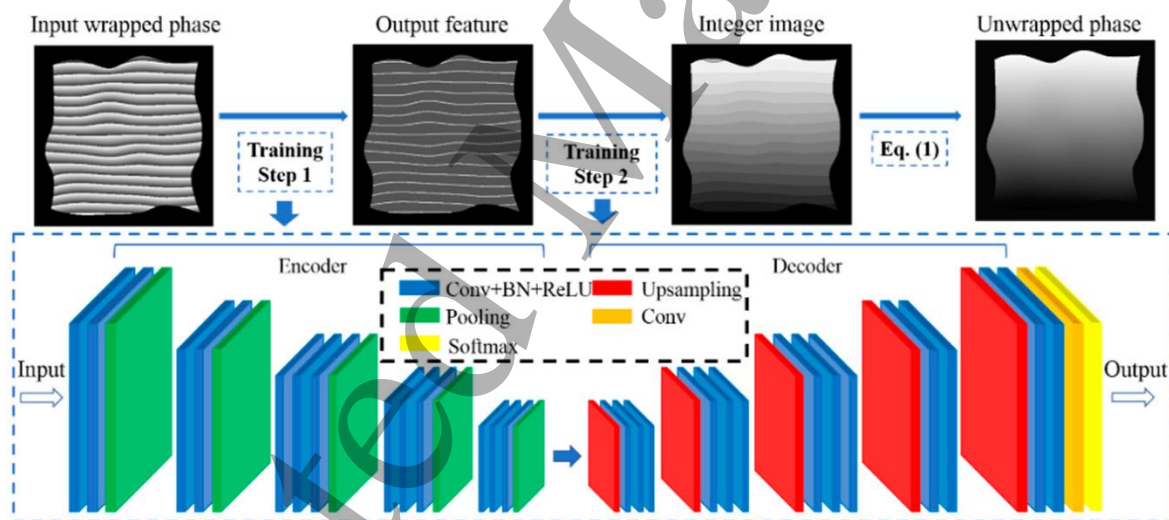 Input wrapped phase
Output feature
Integer image
Unwrapped phase
Training
Step 1
Training
Step 2
Eq. (1)
Encoder
Decoder
Conv+BN+ReLU
Upsampling
Pooling
Conv
Softmax
Input
Output